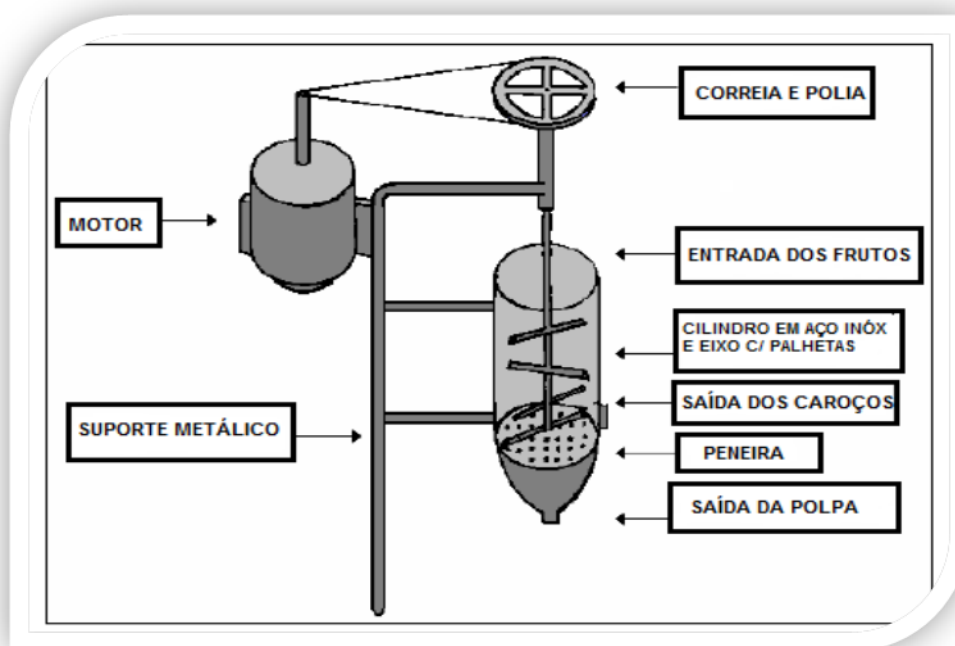 CORREIA E POLIA
MOTOR
ENTRADA DOS FRUTOS
CILINDRO EM AÇO INÓX
E EIXO C/ PALHETAS
SAÍDA DOS CAROÇOS
SUPORTE METÁLICO
PENEIRA
SAÍDA DA POLPA